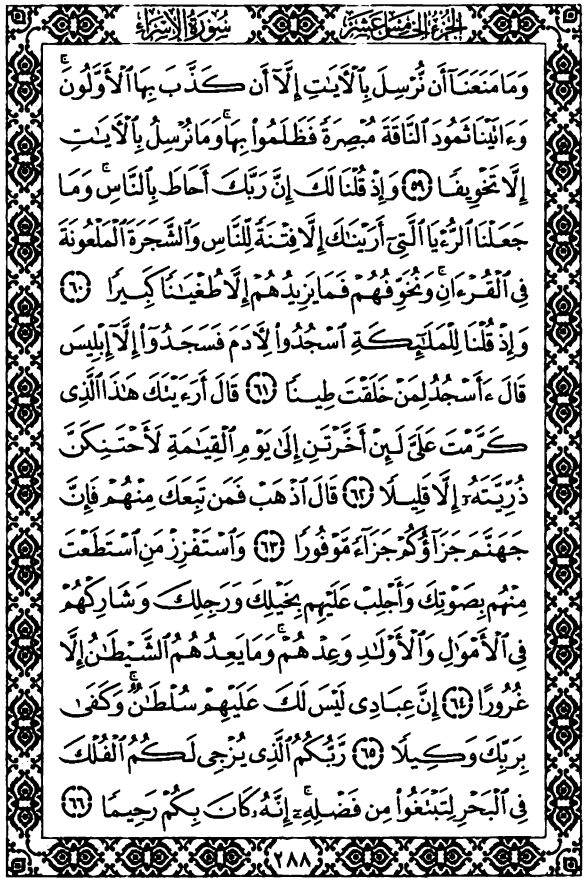 الجزء الخامس عشر
سورة الإسراء
وَمَا مَنَعَنَآ أَن نُّرْسِلَ بِٱلْءَايَٰتِ إِلَّآ أَن كَذَّبَ بِهَا ٱلْأَوَّلُونَ ۚ
وَءَاتَيْنَا ثَمُودَ ٱلنَّاقَةَ مُبْصِرَةً فَظَلَمُوا۟ بِهَا ۚ وَمَا نُرْسِلُ بِٱلْءَايَٰتِ
إِلَّا تَخْوِيفًا ٥٩ وَإِذْ قُلْنَا لَكَ إِنَّ رَبَّكَ أَحَاطَ بِٱلنَّاسِ ۚ وَمَا
جَعَلْنَا ٱلرُّءْيَا ٱلَّتِىٓ أَرَيْنَٰكَ إِلَّا فِتْنَةً لِّلنَّاسِ وَٱلشَّجَرَةَ ٱلْمَلْعُونَةَ
فِى ٱلْقُرْءَانِ ۚ وَنُخَوِّفُهُمْ فَمَا يَزِيدُهُمْ إِلَّا طُغْيَٰنًا كَبِيرًا ٦٠
وَإِذْ قُلْنَا لِلْمَلَٰٓئِكَةِ ٱسْجُدُوا۟ لِءَادَمَ فَسَجَدُوٓا۟ إِلَّآ إِبْلِيسَ
قَالَ ءَأَسْجُدُ لِمَنْ خَلَقْتَ طِينًا ٦١ قَالَ أَرَءَيْتَكَ هَٰذَا ٱلَّذِى
كَرَّمْتَ عَلَىَّ لَئِنْ أَخَّرْتَنِ إِلَىٰ يَوْمِ ٱلْقِيَٰمَةِ لَأَحْتَنِكَنَّ
ذُرِّيَّتَهُۥٓ إِلَّا قَلِيلًا ٦٢ قَالَ ٱذْهَبْ فَمَن تَبِعَكَ مِنْهُمْ فَإِنَّ
جَهَنَّمَ جَزَآؤُكُمْ جَزَآءً مَّوْفُورًا ٦٣ وَٱسْتَفْزِزْ مَنِ ٱسْتَطَعْتَ
مِنْهُم بِصَوْتِكَ وَأَجْلِبْ عَلَيْهِم بِخَيْلِكَ وَرَجِلِكَ وَشَارِكْهُمْ
فِى ٱلْأَمْوَٰلِ وَٱلْأَوْلَٰدِ وَعِدْهُمْ ۚ وَمَا يَعِدُهُمُ ٱلشَّيْطَٰنُ إِلَّا
غُرُورًا ٦٤ إِنَّ عِبَادِى لَيْسَ لَكَ عَلَيْهِمْ سُلْطَٰنٌ ۚ وَكَفَىٰ
بِرَبِّكَ وَكِيلًا ٦٥ رَّبُّكُمُ ٱلَّذِى يُزْجِى لَكُمُ ٱلْفُلْكَ
فِى ٱلْبَحْرِ لِتَبْتَغُوا۟ مِن فَضْلِهِۦٓ ۚ إِنَّهُۥ كَانَ بِكُمْ رَحِيمًا ٦٦
٢٨٨